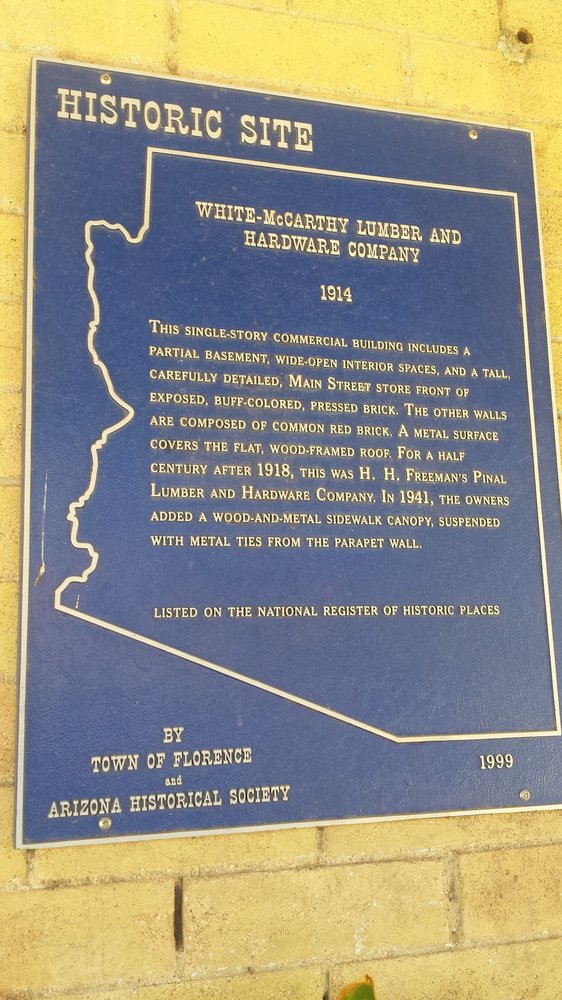 HISTORIC SITE
WHITE-McCARTHY LUMBER AND
HARDWARE COMPANY
1914
THIS SINGLE-STORY COMMERCIAL BUILDING INCLUDES A
PARTIAL BASEMENT, WIDE-OPEN INTERIOR SPACES, AND A TALL,
CAREFULLY DETAILED, MAIN STREET STORE FRONT OF
EXPOSED, BUFF-COLORED, PRESSED BRICK. THE OTHER WALLS
ARE COMPOSED OF COMMON RED BRICK. A METAL SURFACE
COVERS THE FLAT, WOOD-FRAMED ROOF. FOR A HALF
CENTURY AFTER 1918, THIS WAS H. H. FREEMAN'S PINAL
LUMBER AND HARDWARE COMPANY. IN 1941, THE OWNERS
ADDED A WOOD-AND-METAL SIDEWALK CANOPY, SUSPENDED
WITH METAL TIES FROM THE PARAPET WALL.
LISTED ON THE NATIONAL REGISTER OF HISTORIC PLACES
BY
TOWN OF FLORENCE
and
ARIZONA HISTORICAL SOCIETY
1999